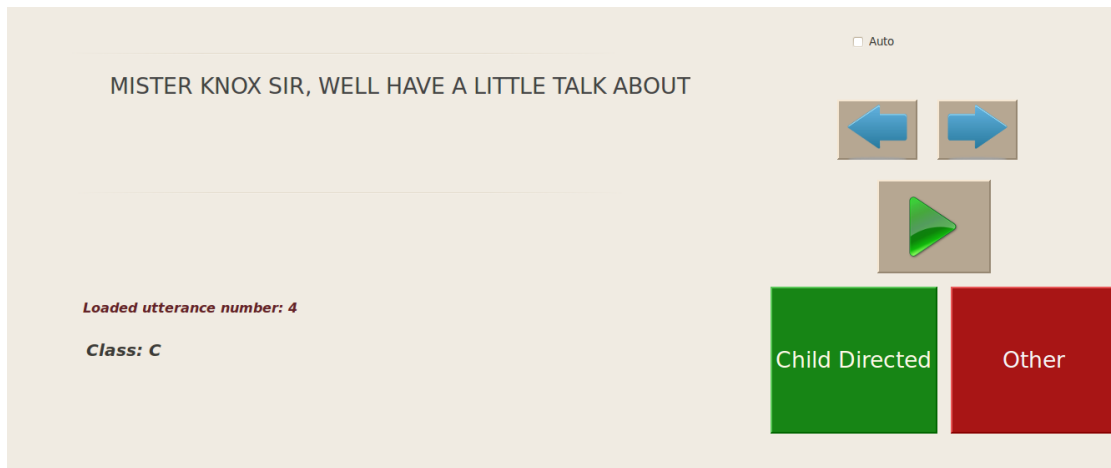 Auto
MISTER KNOX SIR, WELL HAVE A LITTLE TALK ABOUT
Loaded utterance number: 4
Class: C
Child Directed
Other